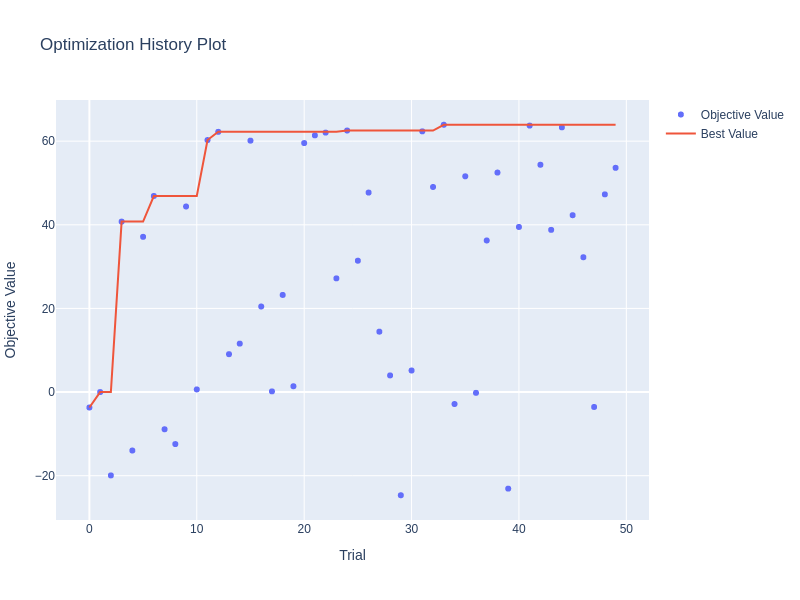 Optimization History Plot
Objective Value
Best Value
60
40
20
0
−20
Objective Value
0
10
20
30
40
50
Trial